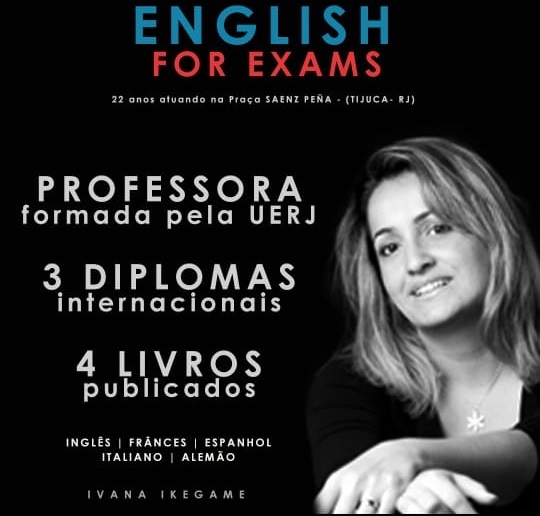 ENGLISH
FOR EXAMS
22 anos atuando na Praça SAENZ PEÑA - (TIJUCA- RJ)
PROFESSORA
formada pela UERJ
3 DIPLOMAS
internacionais
4 LIVROS
publicados
INGLÊS | FRÂNCES | ESPANHOL
ITALIANO | ALEMÃO
IVANA IKEGAME